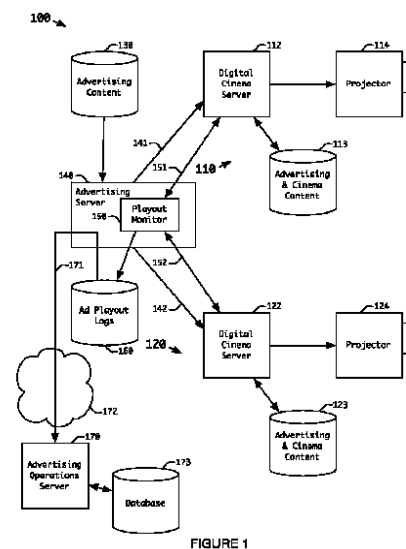 100
130
Advertising
Content
112
Digital
Cinema
Server
114
Projector
141
151
110
113
Advertising
& Cinema
Content
140
Advertising
Server
150
Playout
Monitor
171
152
Ad Playout
Logs
160
142
120
122
Digital
Cinema
Server
124
Projector
172
123
Advertising
& Cinema
Content
170
Advertising
Operations
Server
173
Database
FIGURE 1